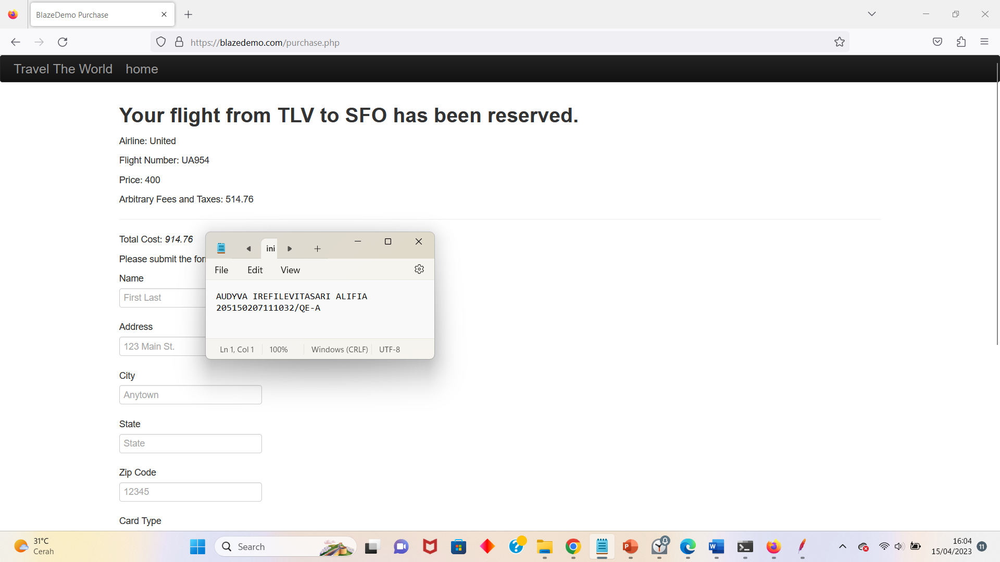 BlazeDemo Purchase
https://blazedemo.com/purchase.php
Travel The World home
Your flight from TLV to SFO has been reserved.
Airline: United
Flight Number: UA954
Price: 400
Arbitrary Fees and Taxes: 514.76
Total Cost: 914.76
Please submit the
Name
First Last
Address
123 Main St.
City
Anytown
State
State
Zip Code
12345
Card Type
ini
File Edit View
AUDYVA IREFILEVITASARI ALIFIA
205150207111032/QE-A
Ln 1, Col 1 100% Windows (CRLF) UTF-8
31°C
Cerah
Search
16:04
15/04/2023
11